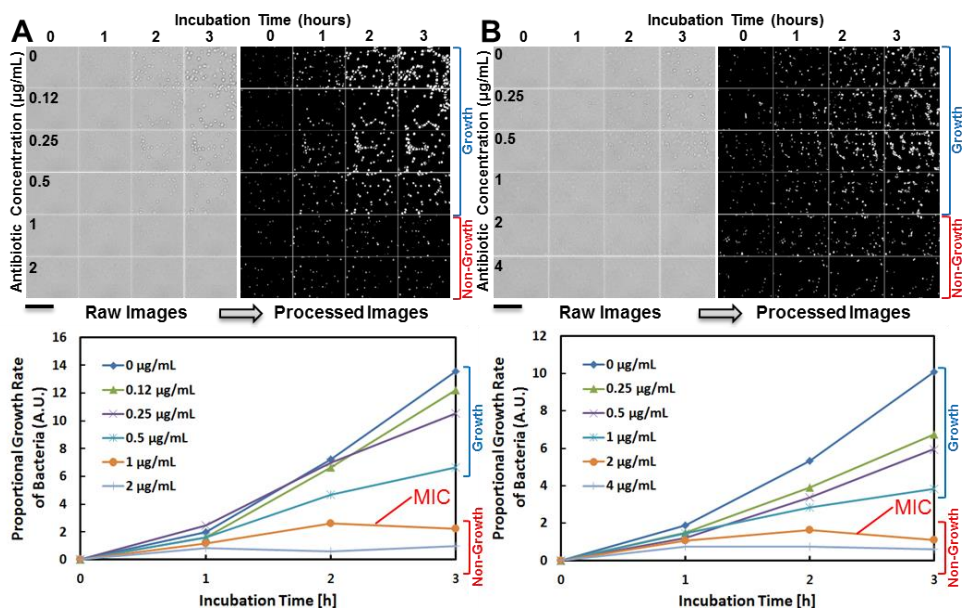 A
Incubation Time (hours)
0 1 2 3 0 1 2 3
Antibiotic Concentration (µg/mL)
0
0.12
0.25
0.5
1
2
Growth
Non-Growth
Raw Images Processed Images
Proportional Growth Rate
of Bacteria (A.U.)
16
14
12
10
8
6
4
2
0
0 µg/mL
0.12 µg/mL
0.25 µg/mL
0.5 µg/mL
1 µg/mL
2 µg/mL
MIC
Growth
Non-Growth
0 1 2 3
Incubation Time [h]
B
Incubation Time (hours)
0 1 2 3 0 1 2 3
Antibiotic Concentration (µg/mL)
0
0.25
0.5
1
2
4
Growth
Non-Growth
Raw Images Processed Images
Proportional Growth Rate
of Bacteria (A.U.)
12
10
8
6
4
2
0
0 µg/mL
0.25 µg/mL
0.5 µg/mL
1 µg/mL
2 µg/mL
4 µg/mL
MIC
Growth
Non-Growth
0 1 2 3
Incubation Time [h]